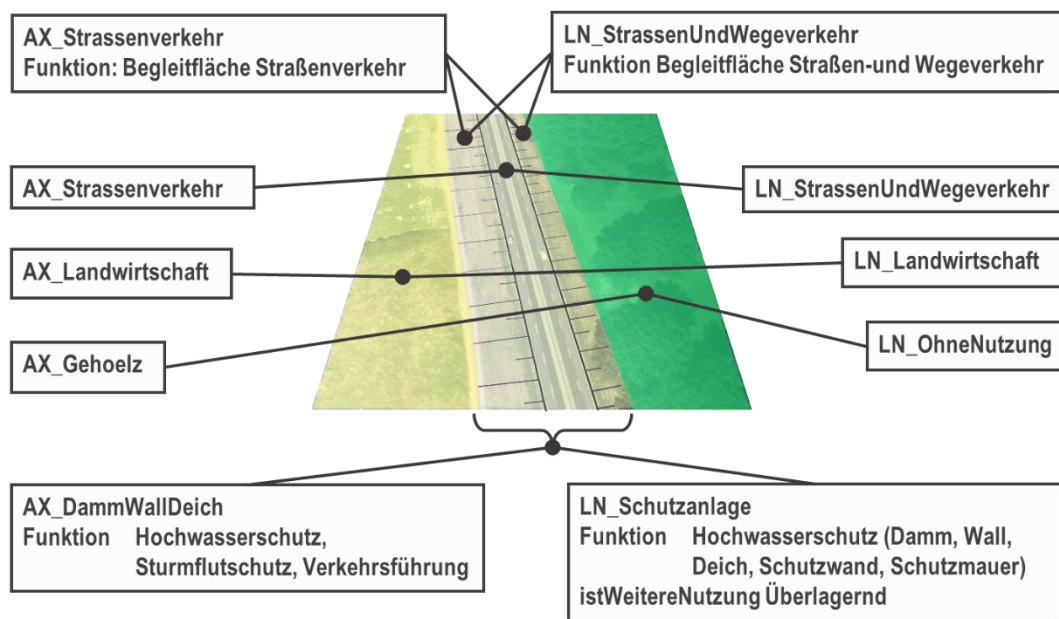 AX_Strassenverkehr
Funktion: Begleitfläche Straßenverkehr
LN_StrassenUndWegeverkehr
Funktion Begleitfläche Straßen-und Wegeverkehr
AX_Strassenverkehr
LN_StrassenUndWegeverkehr
AX_Landwirtschaft
LN_Landwirtschaft
AX_Gehoelz
LN_OhneNutzung
AX_DammWallDeich
Funktion Hochwasserschutz,
Sturmflutschutz, Verkehrsführung
LN_Schutzanlage
Funktion Hochwasserschutz (Damm, Wall,
Deich, Schutzwand, Schutzmauer)
istWeitereNutzung Überlagernd